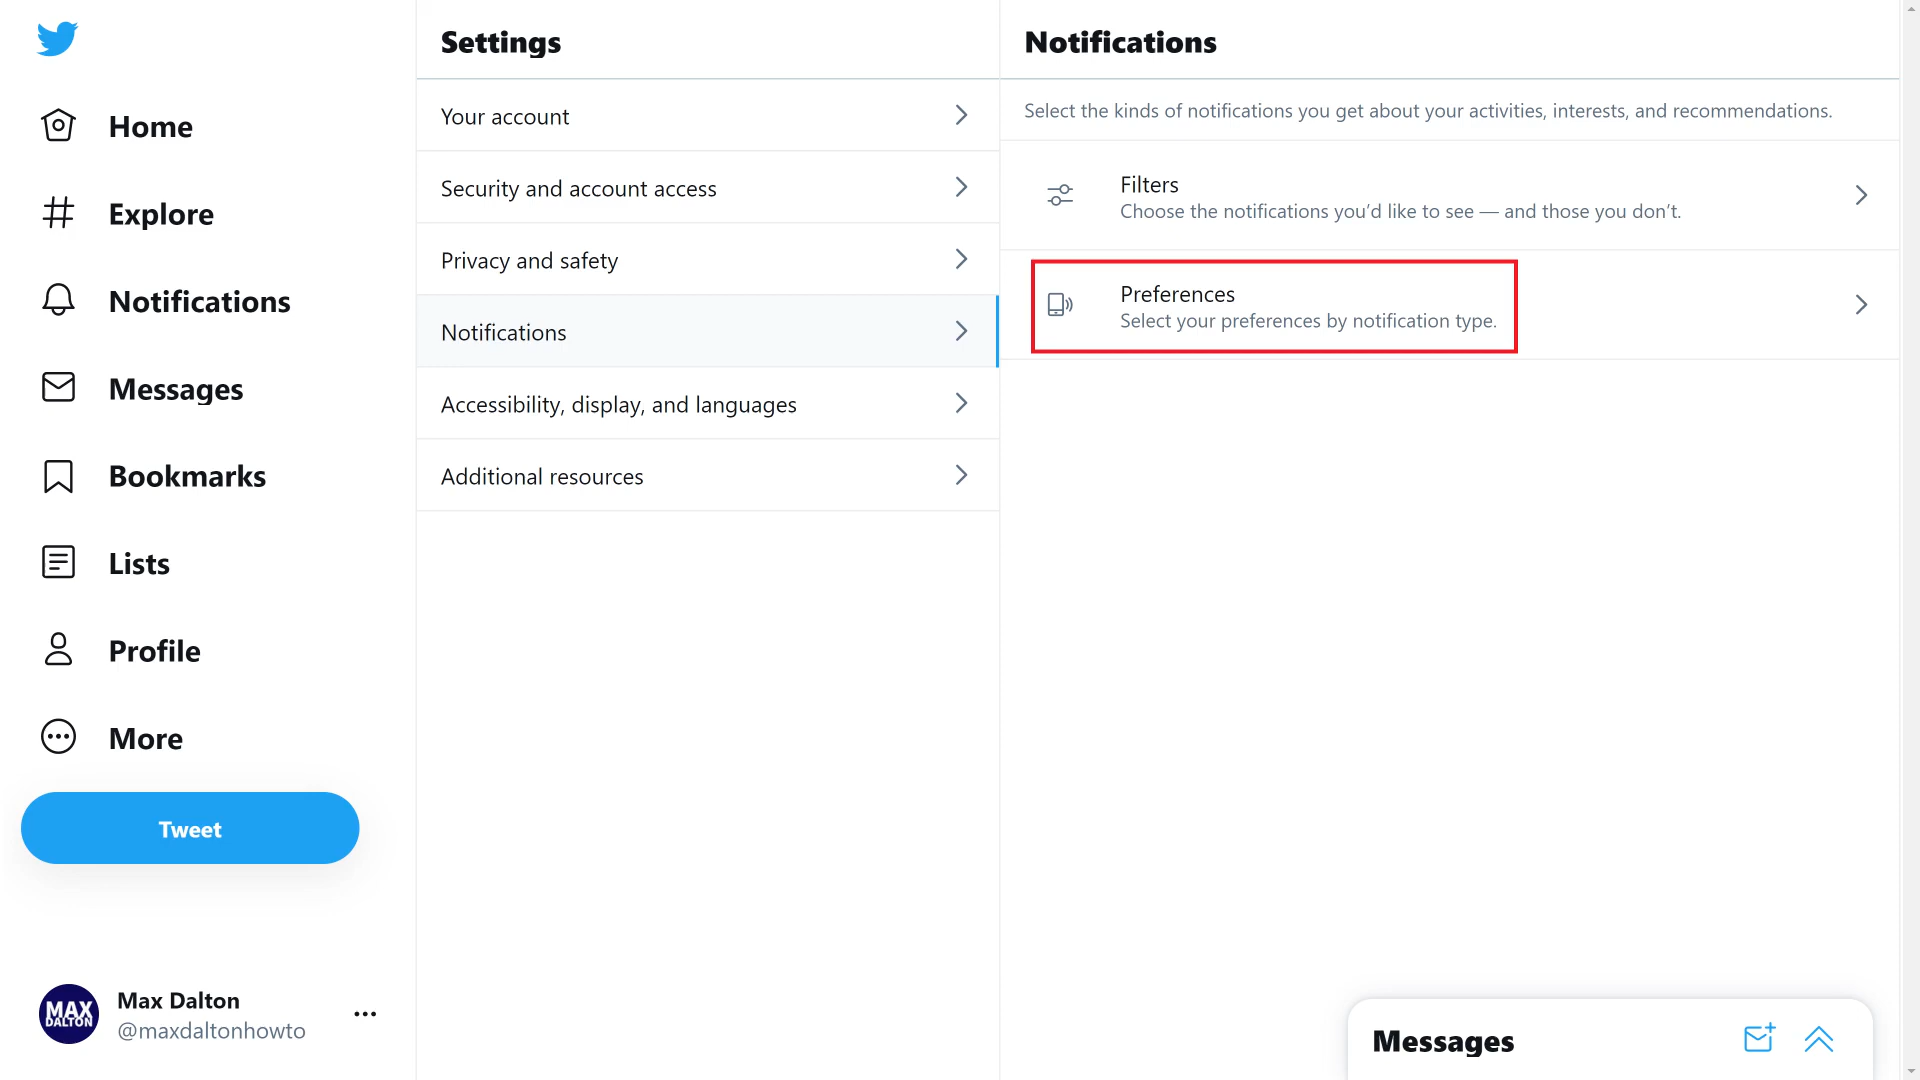 Home
Explore
Notifications
Messages
Bookmarks
Lists
Profile
More
Tweet
MAX
DALTON
Max Dalton
@maxdaltonhowto
Settings
Your account
Security and account access
Privacy and safety
Notifications
Accessibility, display, and languages
Additional resources
Notifications
Select the kinds of notifications you get about your activities, interests, and recommendations.
Filters
Choose the notifications you’d like to see — and those you don’t.
Preferences
Select your preferences by notification type.
Messages